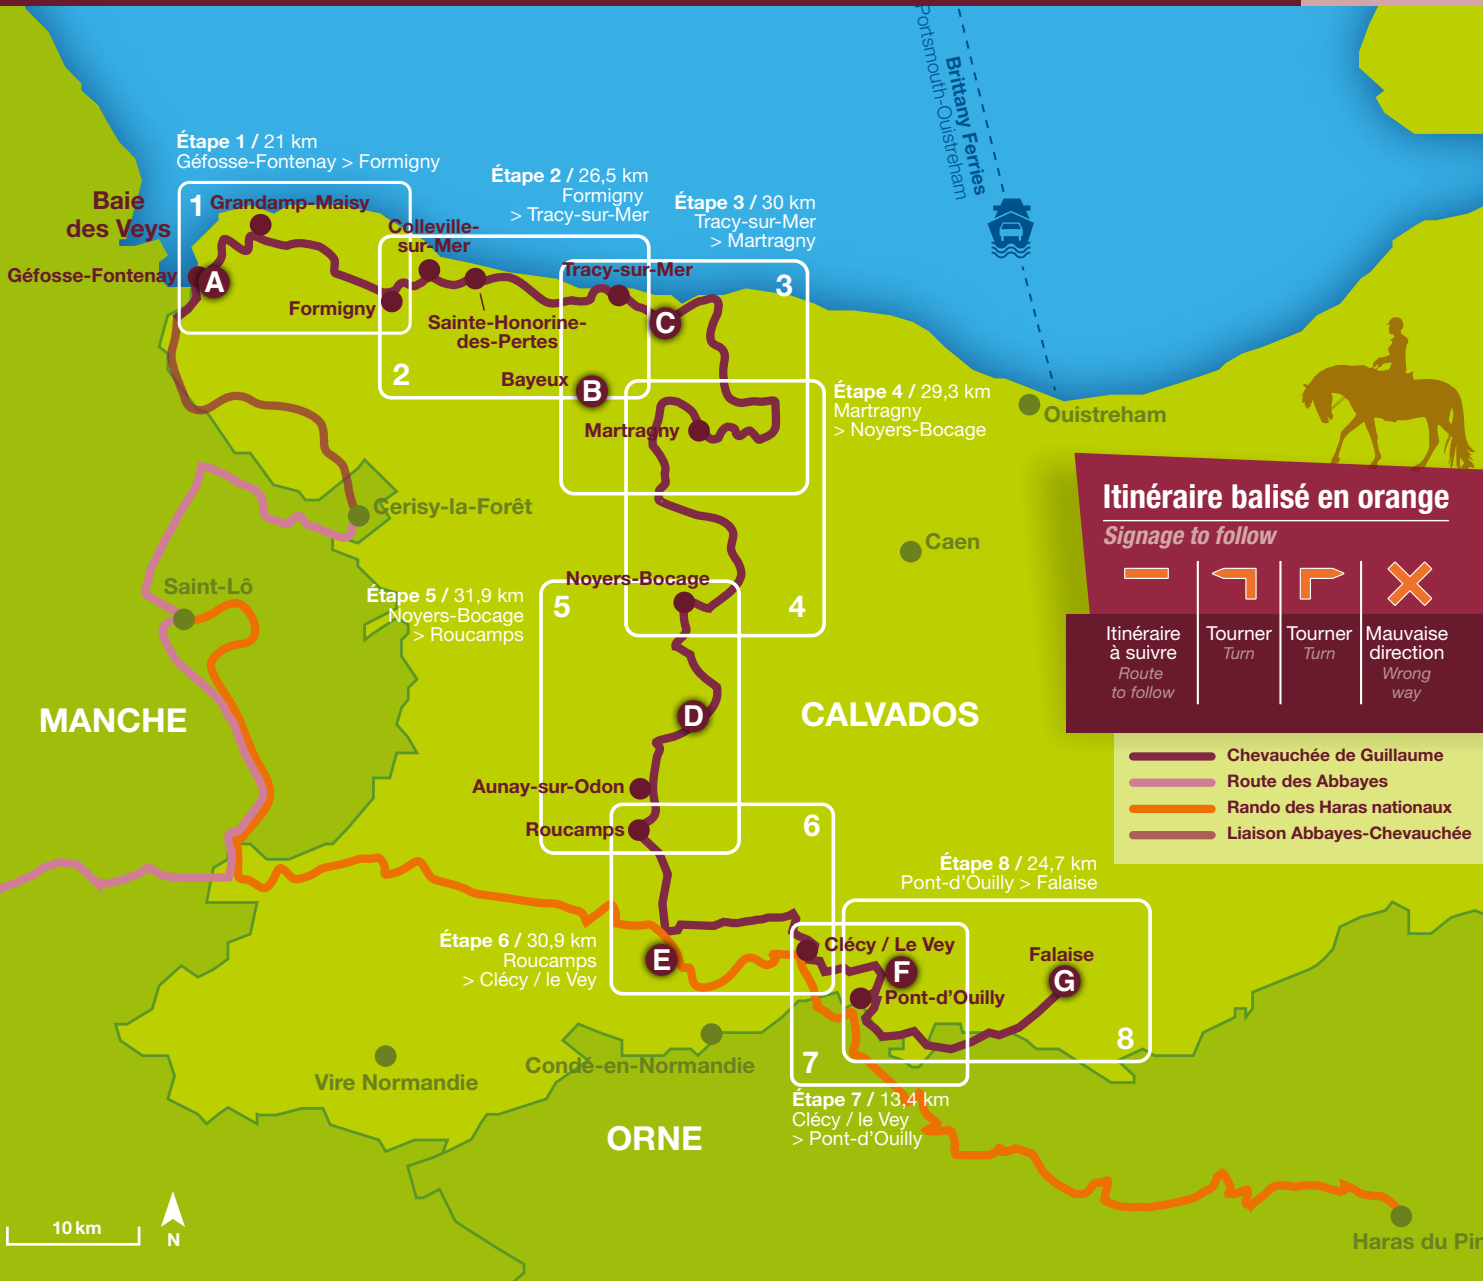 Portsmouth-Ouistreham
Brittany Ferries
Étape 1 / 21 km
Géfosse-Fontenay > Formigny
Étape 2 / 26,5 km
Formigny
> Tracy-sur-Mer
Étape 3 / 30 km
Tracy-sur-Mer
> Martragny
Baie
des Veys
1
Grandamp-Maisy
Colleville-
sur-Mer
Géfosse-Fontenay
A
Formigny
Sainte-Honorine-
des-Pertes
Tracy-sur-Mer
3
C
2
Bayeux
B
Martragny
Étape 4 / 29,3 km
Martragny
> Noyers-Bocage
Ouistreham
Cerisy-la-Forêt
Caen
Itinéraire balisé en orange
Signage to follow
Itinéraire
à suivre
Route
to follow
Tourner
Turn
Tourner
Turn
Mauvaise
direction
Wrong
way
Saint-Lô
Noyers-Bocage
Étape 5 / 31,9 km
Noyers-Bocage
> Roucamps
5
4
MANCHE
D
CALVADOS
Chevauchée de Guillaume
Route des Abbayes
Rando des Haras nationaux
Liaison Abbayes-Chevauchée
Aunay-sur-Odon
Roucamps
6
Étape 8 / 24,7 km
Pont-d'Ouilly > Falaise
Étape 6 / 30,9 km
Roucamps
> Clécy / le Vey
E
Clécy / Le Vey
F
Falaise
G
Pont-d'Ouilly
8
7
Condé-en-Normandie
Vire Normandie
Étape 7 / 13,4 km
Clécy / le Vey
> Pont-d'Ouilly
ORNE
10 km
N
Haras du Pin